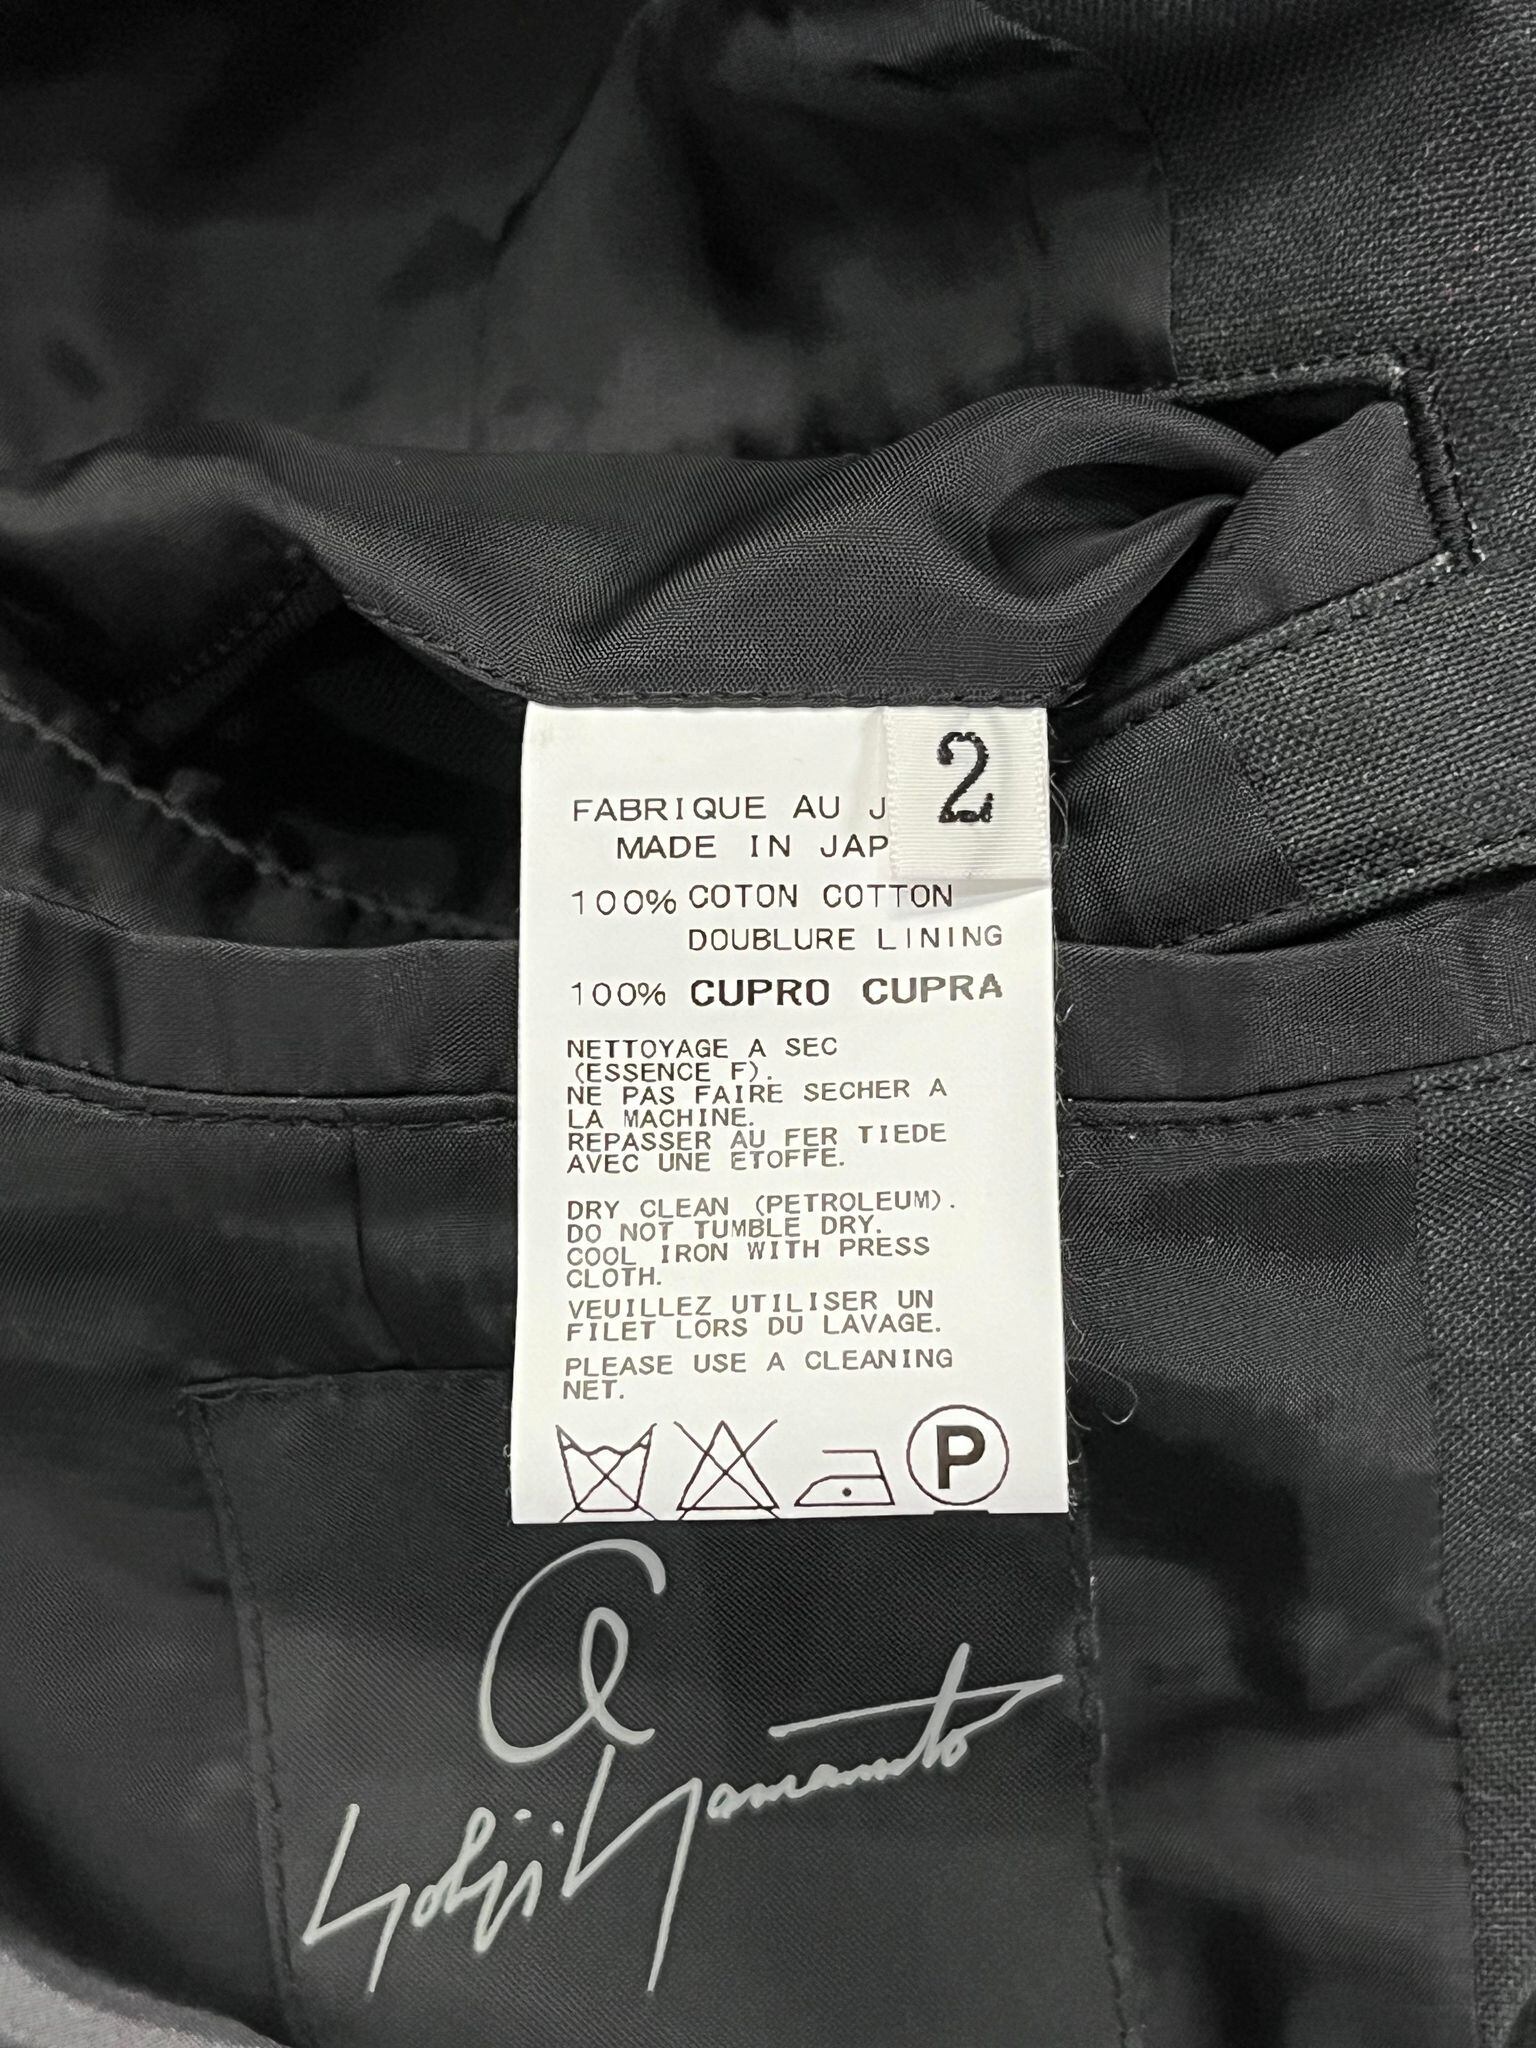 2
FABRIQUE AU J
MADE IN JAP
100% COTON COTTON
DOUBLURE LINING
100% CUPRO CUPRA
NETTOYAGE A SEC
(ESSENCE F).
NE PAS FAIRE SECHER A
LA MACHINE.
REPASSER AU FER TIEDE
AVEC UNE ETOFFE.
DRY CLEAN (PETROLEUM).
DO NOT TUMBLE DRY.
COOL IRON WITH PRESS
CLOTH.
VEUILLEZ UTILISER UN
FILET LORS DU LAVAGE.
PLEASE USE A CLEANING
NET.
P
Yohji Yamamoto